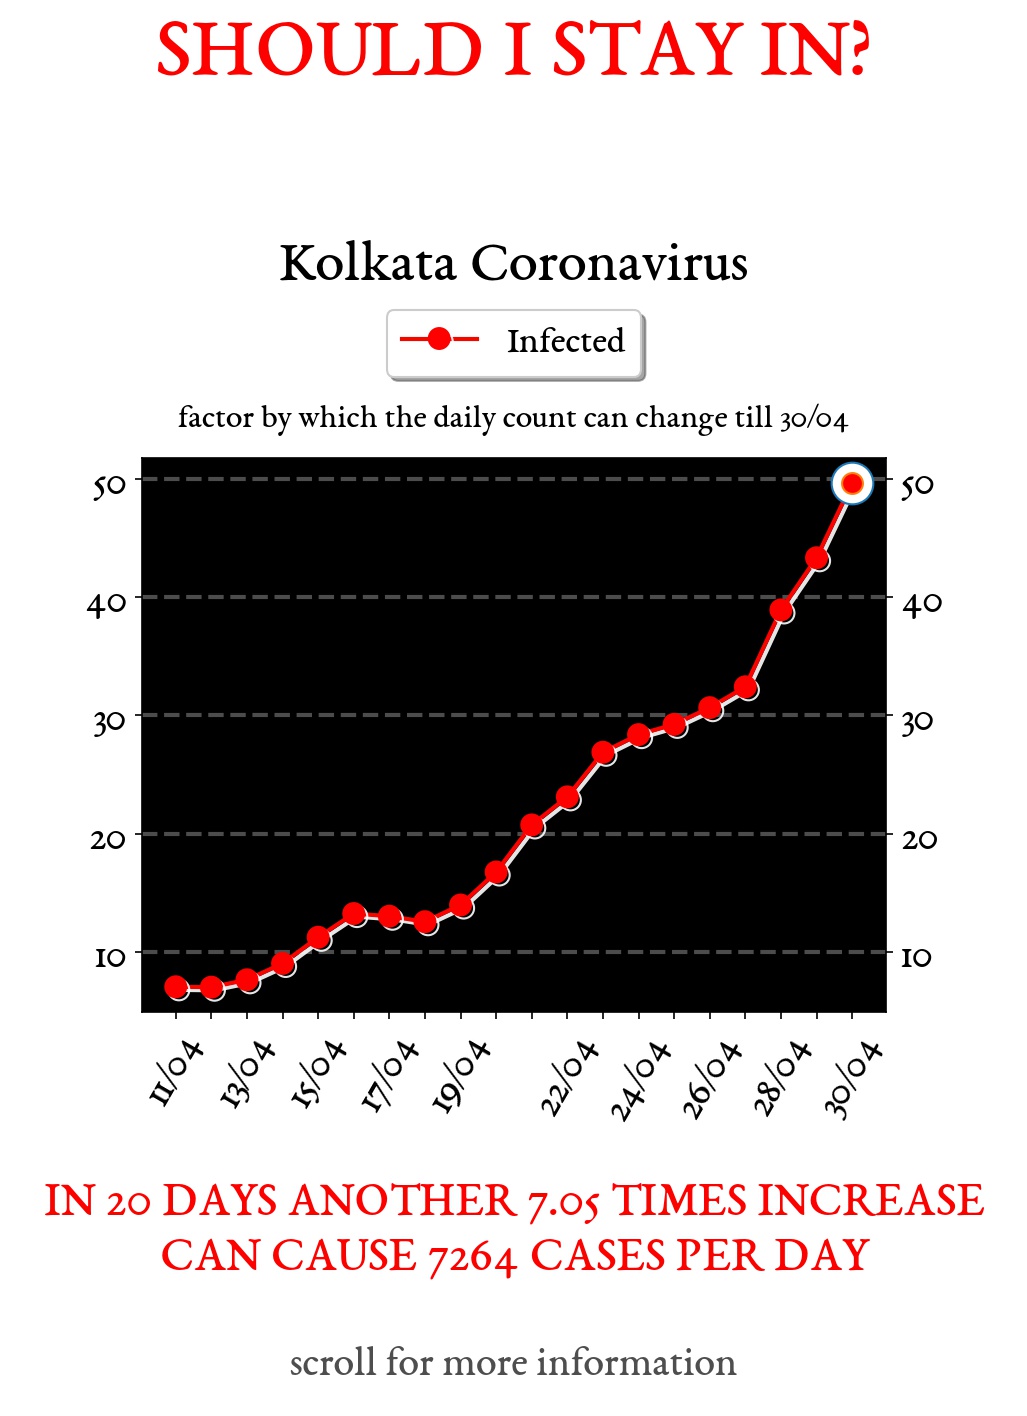 SHOULD I STAY IN?
Kolkata Coronavirus
Infected
factor by which the daily count can change till 30/04
50 50
40 40
30 30
20 20
10 10
11/04 13/04 15/04 17/04 19/04 22/04 24/04 26/04 28/04 30/04
IN 20 DAYS ANOTHER 7.05 TIMES INCREASE
CAN CAUSE 7264 CASES PER DAY
scroll for more information